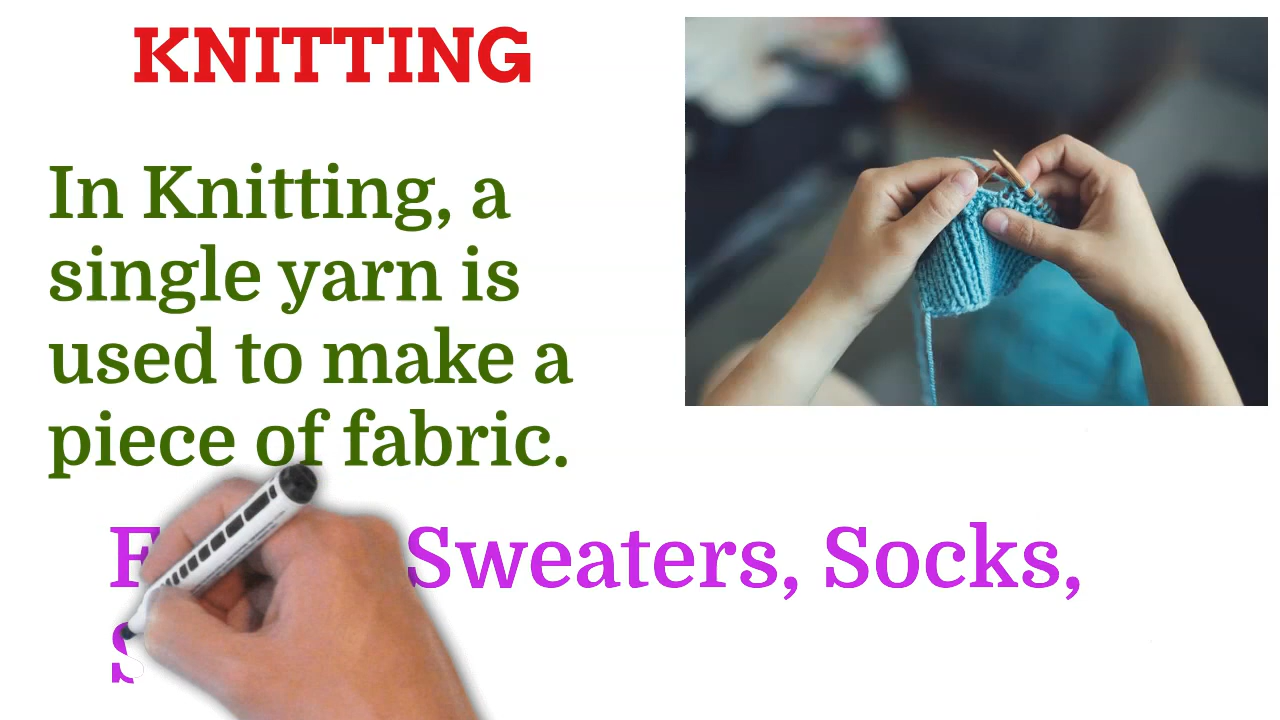 KNITTING
In Knitting, a
single yarn is
used to make a
piece of fabric.
Sweaters, Socks,